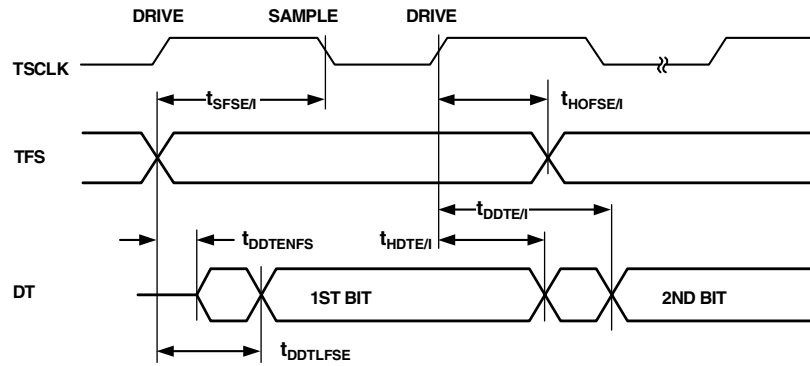 DRIVE SAMPLE DRIVE
TSCLK
tSFSE/I tHOFSE/I
TFS
tDDTE/I
tDDTENFS tHDTE/I
DT 1ST BIT 2ND BIT
tDDTLFSE